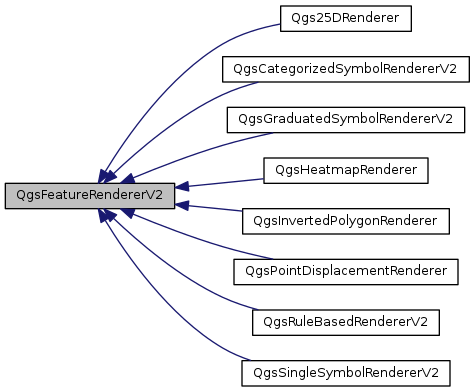 Qgs25DRenderer
QgsCategorizedSymbolRendererV2
QgsGraduatedSymbolRendererV2
QgsHeatmapRenderer
QgsFeatureRendererV2
QgsInvertedPolygonRenderer
QgsPointDisplacementRenderer
QgsRuleBasedRendererV2
QgsSingleSymbolRendererV2